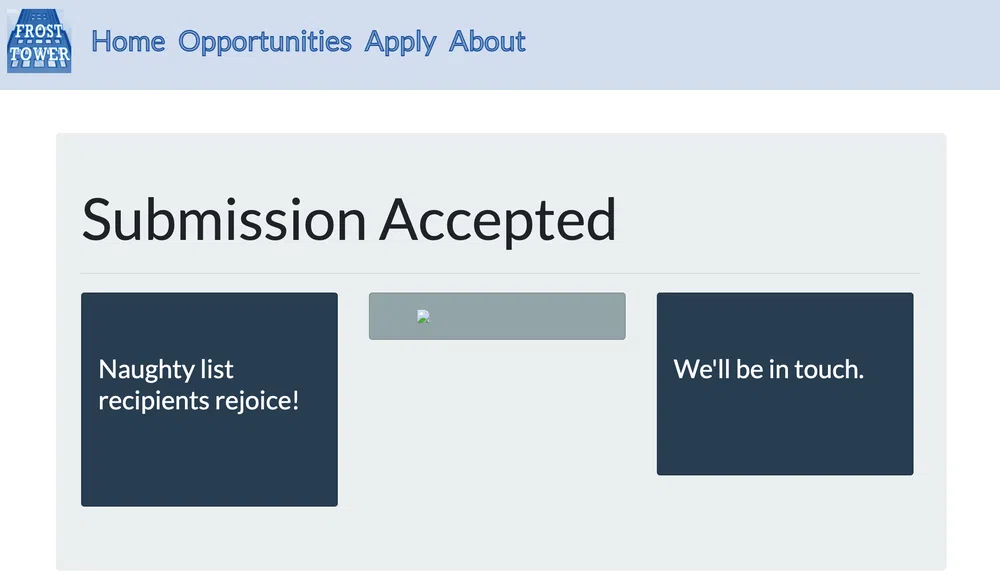 FROST
TOWER
Home Opportunities Apply About
Submission Accepted
Naughty list
recipients rejoice!
We'll be in touch.